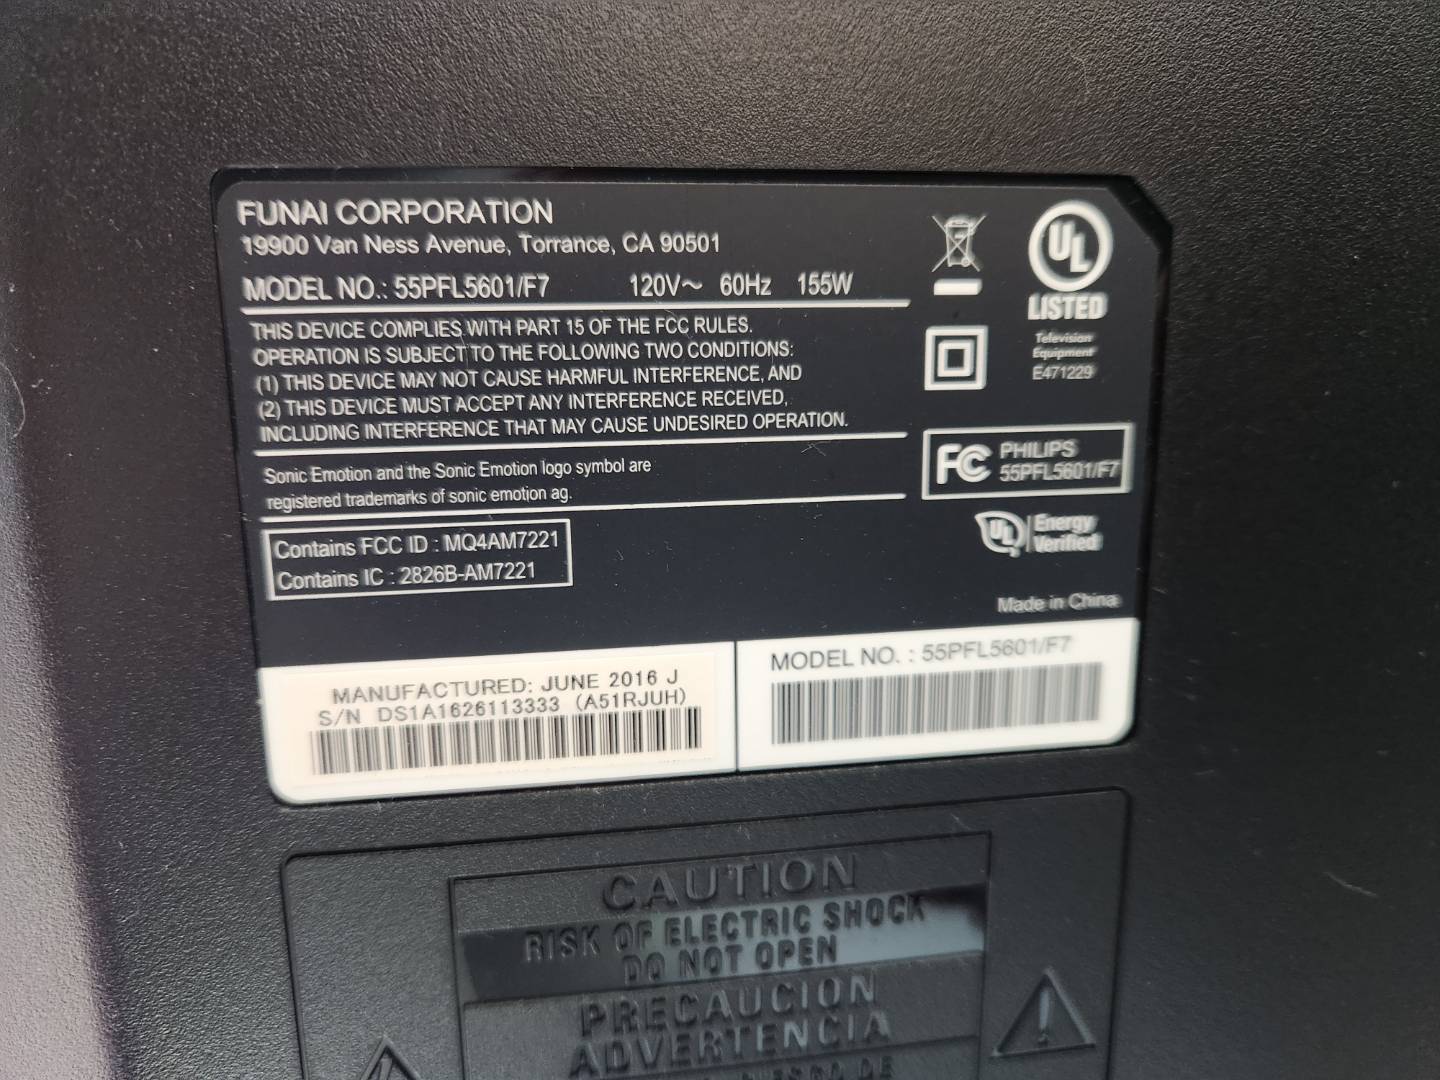 FUNAI CORPORATION
19900 Van Ness Avenue, Torrance, CA 90501
MODEL NO.: 55PFL5601/F7 120V~ 60Hz 155W
THIS DEVICE COMPLIES WITH PART 15 OF THE FCC RULES.
OPERATION IS SUBJECT TO THE FOLLOWING TWO CONDITIONS:
(1) THIS DEVICE MAY NOT CAUSE HARMFUL INTERFERENCE, AND
(2) THIS DEVICE MUST ACCEPT ANY INTERFERENCE RECEIVED,
INCLUDING INTERFERENCE THAT MAY CAUSE UNDESIRED OPERATION.
Sonic Emotion and the Sonic Emotion logo symbol are
registered trademarks of sonic emotion ag.
Contains FCC ID : MQ4AM7221
Contains IC : 2826B-AM7221
UL
LISTED
Television
Equipment
E471229
FC PHILIPS
55PFL5601/F7
UL Energy
Verified
Made in China
MANUFACTURED: JUNE 2016 J
S/N DS1A1626113333 (A51RJUH)
MODEL NO. : 55PFL5601/F7
CAUTION
RISK OF ELECTRIC SHOCK
DO NOT OPEN
PRECAUCION
ADVERTENCIA